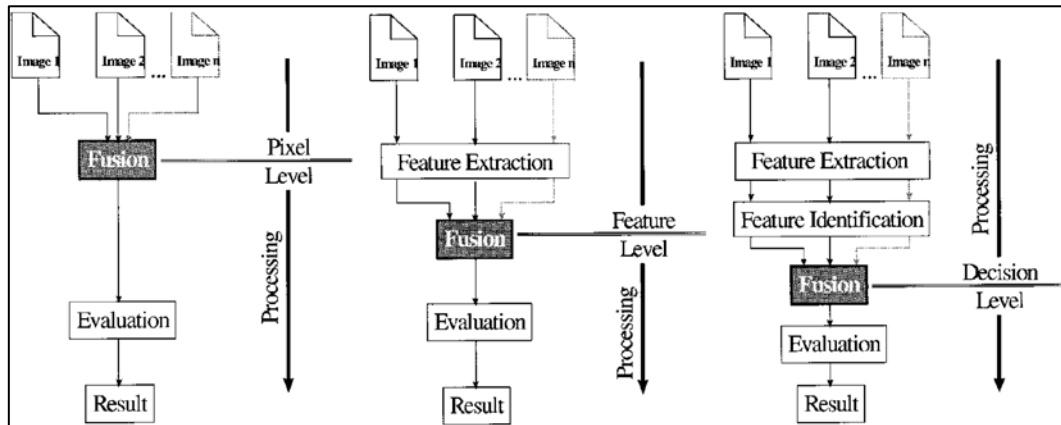 Image 1
Image 2
...
Image n
Fusion
Pixel
Level
Processing
Evaluation
Result
Image 1
Image 2
...
Image n
Feature Extraction
Fusion
Feature
Level
Processing
Evaluation
Result
Image 1
Image 2
...
Image n
Feature Extraction
Feature Identification
Processing
Fusion
Decision
Level
Evaluation
Result